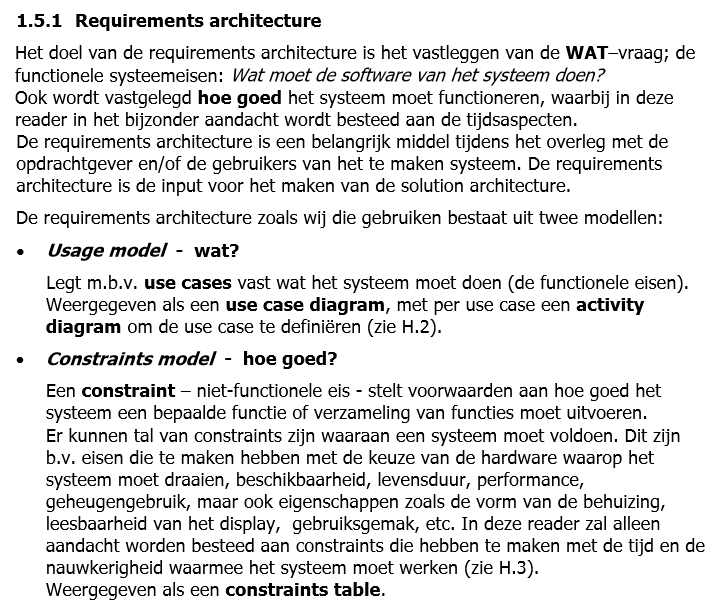 1.5.1 Requirements architecture
Het doel van de requirements architecture is het vastleggen van de WAT–vraag; de
functionele systeemeisen: Wat moet de software van het systeem doen?
Ook wordt vastgelegd hoe goed het systeem moet functioneren, waarbij in deze
reader in het bijzonder aandacht wordt besteed aan de tijdsaspecten.
De requirements architecture is een belangrijk middel tijdens het overleg met de
opdrachtgever en/of de gebruikers van het te maken systeem. De requirements
architecture is de input voor het maken van de solution architecture.
De requirements architecture zoals wij die gebruiken bestaat uit twee modellen:
• Usage model - wat?
Legt m.b.v. use cases vast wat het systeem moet doen (de functionele eisen).
Weergegeven als een use case diagram, met per use case een activity
diagram om de use case te definiëren (zie H.2).
• Constraints model - hoe goed?
Een constraint – niet-functionele eis - stelt voorwaarden aan hoe goed het
systeem een bepaalde functie of verzameling van functies moet uitvoeren.
Er kunnen tal van constraints zijn waaraan een systeem moet voldoen. Dit zijn
b.v. eisen die te maken hebben met de keuze van de hardware waarop het
systeem moet draaien, beschikbaarheid, levensduur, performance,
geheugengebruik, maar ook eigenschappen zoals de vorm van de behuizing,
leesbaarheid van het display, gebruiksgemak, etc. In deze reader zal alleen
aandacht worden besteed aan constraints die hebben te maken met de tijd en de
nauwkerigheid waarmee het systeem moet werken (zie H.3).
Weergegeven als een constraints table.